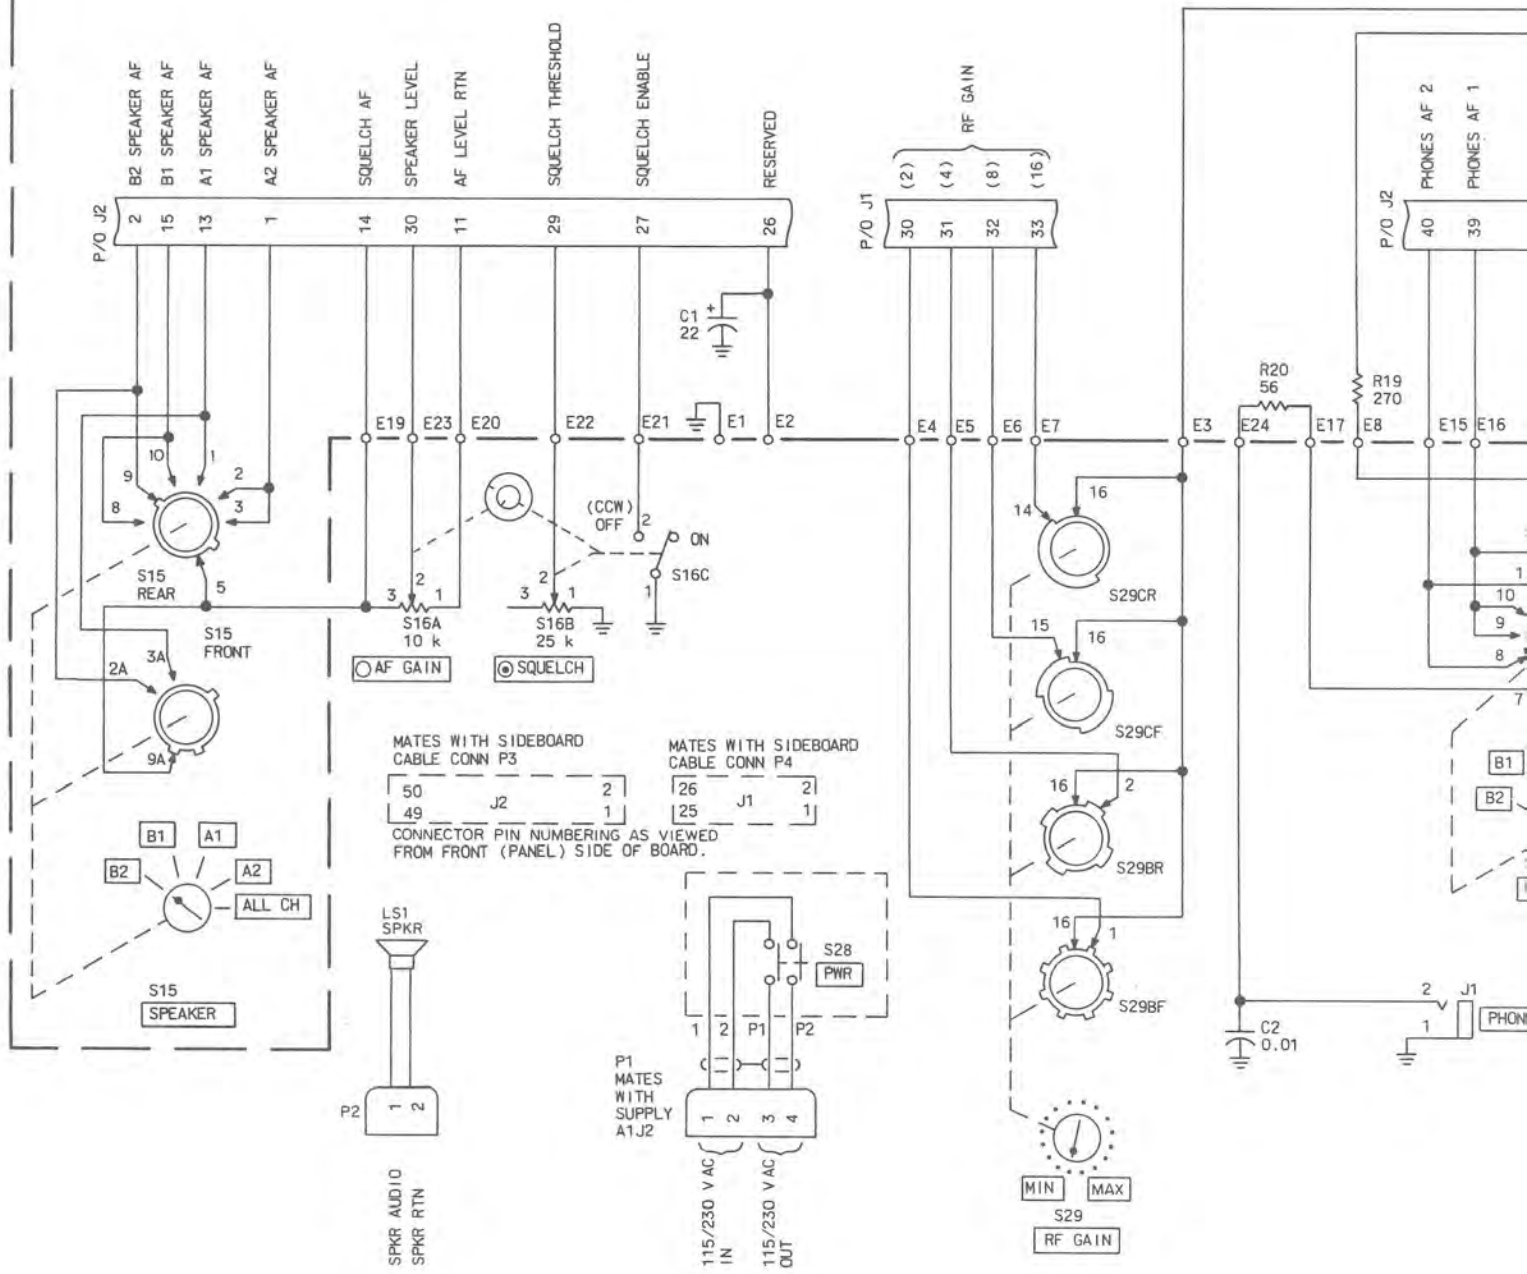 B2 SPEAKER AF
B1 SPEAKER AF
A1 SPEAKER AF
A2 SPEAKER AF
SQUELCH AF
SPEAKER LEVEL
AF LEVEL RTN
SQUELCH THRESHOLD
SQUELCH ENABLE
RESERVED
RF GAIN
(2)
(4)
(8)
(16)
PHONES AF 2
PHONES AF 1
P/O J2
2
15
13
1
14
30
11
29
27
26
P/O J1
30
31
32
33
P/O J2
40
39
C1
22
+
R20
56
R19
270
E19
E23
E20
E22
E21
E1
E2
E4
E5
E6
E7
E3
E24
E17
E8
E15
E16
10
1
9
2
8
3
5
S15
REAR
S15
FRONT
3A
2A
9A
(CCW)
OFF
2
ON
1
S16C
3
2
1
S16A
10 k
AF GAIN
3
2
1
S16B
25 k
SQUELCH
14
16
S29CR
15
16
S29CF
16
2
S29BR
16
1
S29BF
1
10
9
8
7
B1
B2
MATES WITH SIDEBOARD
CABLE CONN P3
50
2
J2
49
1
MATES WITH SIDEBOARD
CABLE CONN P4
26
2
J1
25
1
CONNECTOR PIN NUMBERING AS VIEWED
FROM FRONT (PANEL) SIDE OF BOARD.
B1
A1
B2
A2
ALL CH
S15
SPEAKER
LS1
SPKR
P2
1
2
SPKR AUDIO
SPKR RTN
S28
PWR
1
2
P1
P2
P1
MATES
WITH
SUPPLY
A1J2
1
2
3
4
115/230 VAC
IN
115/230 VAC
OUT
MIN
MAX
S29
RF GAIN
C2
0.01
2
J1
1
PHON